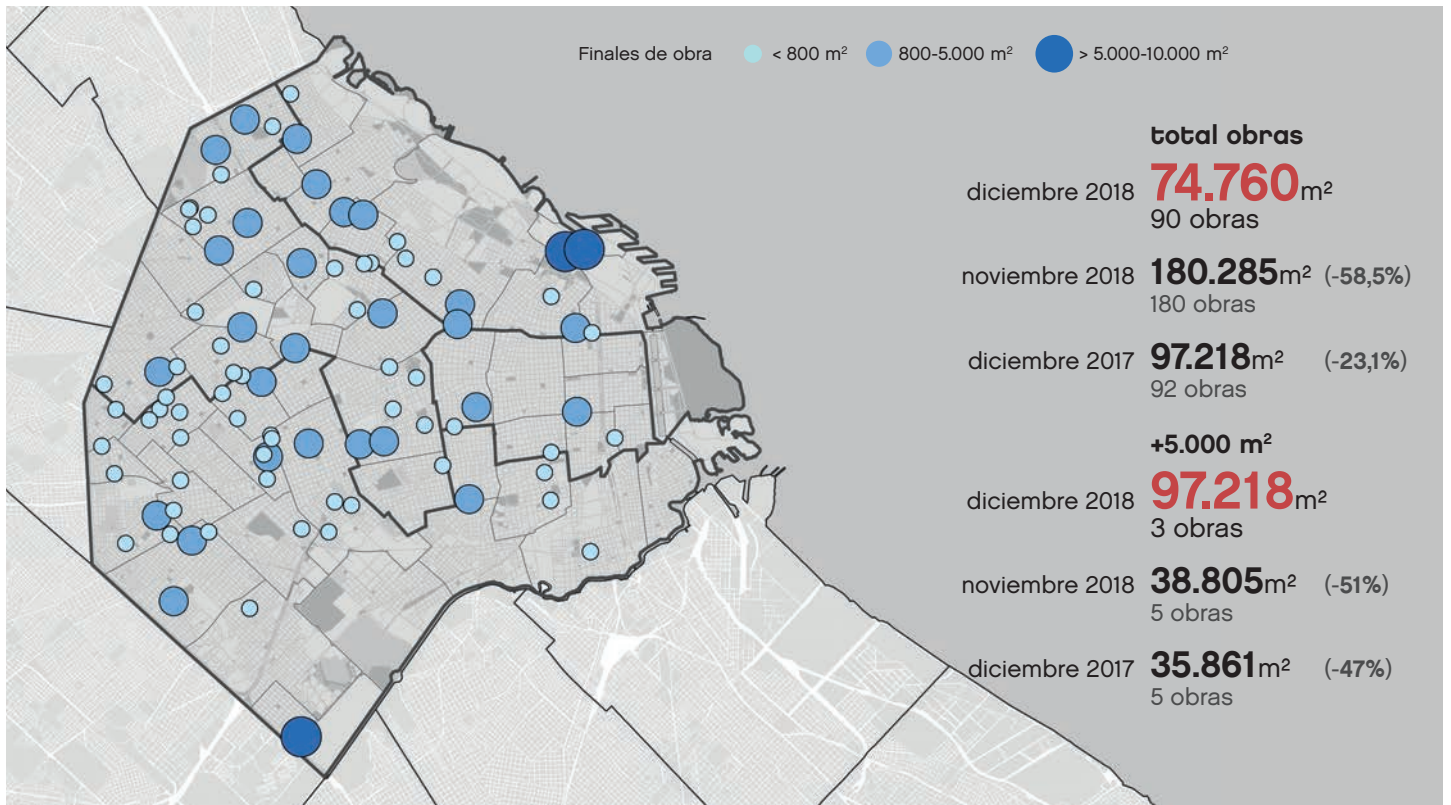 Finales de obra < 800 m² 800-5.000 m² > 5.000-10.000 m²
total obras
diciembre 2018 74.760m²
90 obras
noviembre 2018 180.285m² (-58,5%)
180 obras
diciembre 2017 97.218m² (-23,1%)
92 obras
+5.000 m²
diciembre 2018 97.218m²
3 obras
noviembre 2018 38.805m² (-51%)
5 obras
diciembre 2017 35.861m² (-47%)
5 obras